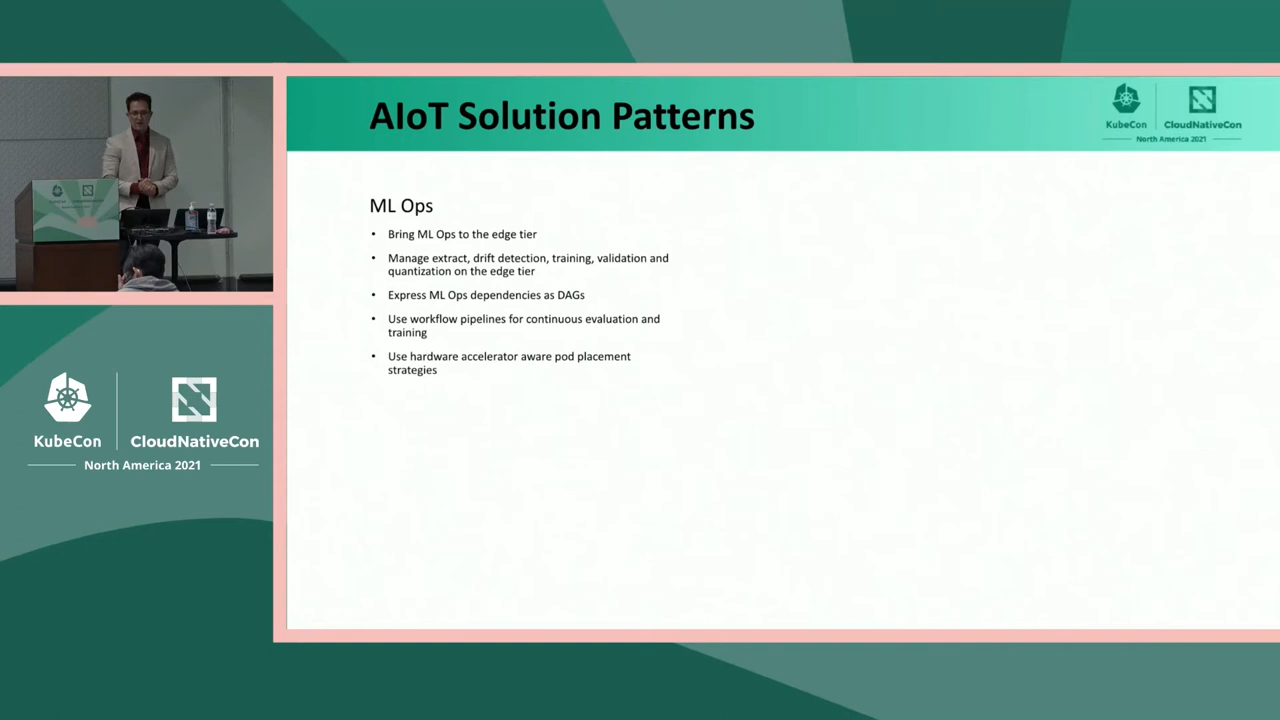 AIoT Solution Patterns
KubeCon
CloudNativeCon
North America 2021
ML Ops
• Bring ML Ops to the edge tier
• Manage extract, drift detection, training, validation and
quantization on the edge tier
• Express ML Ops dependencies as DAGs
• Use workflow pipelines for continuous evaluation and
training
• Use hardware accelerator aware pod placement
strategies
KubeCon
CloudNativeCon
North America 2021